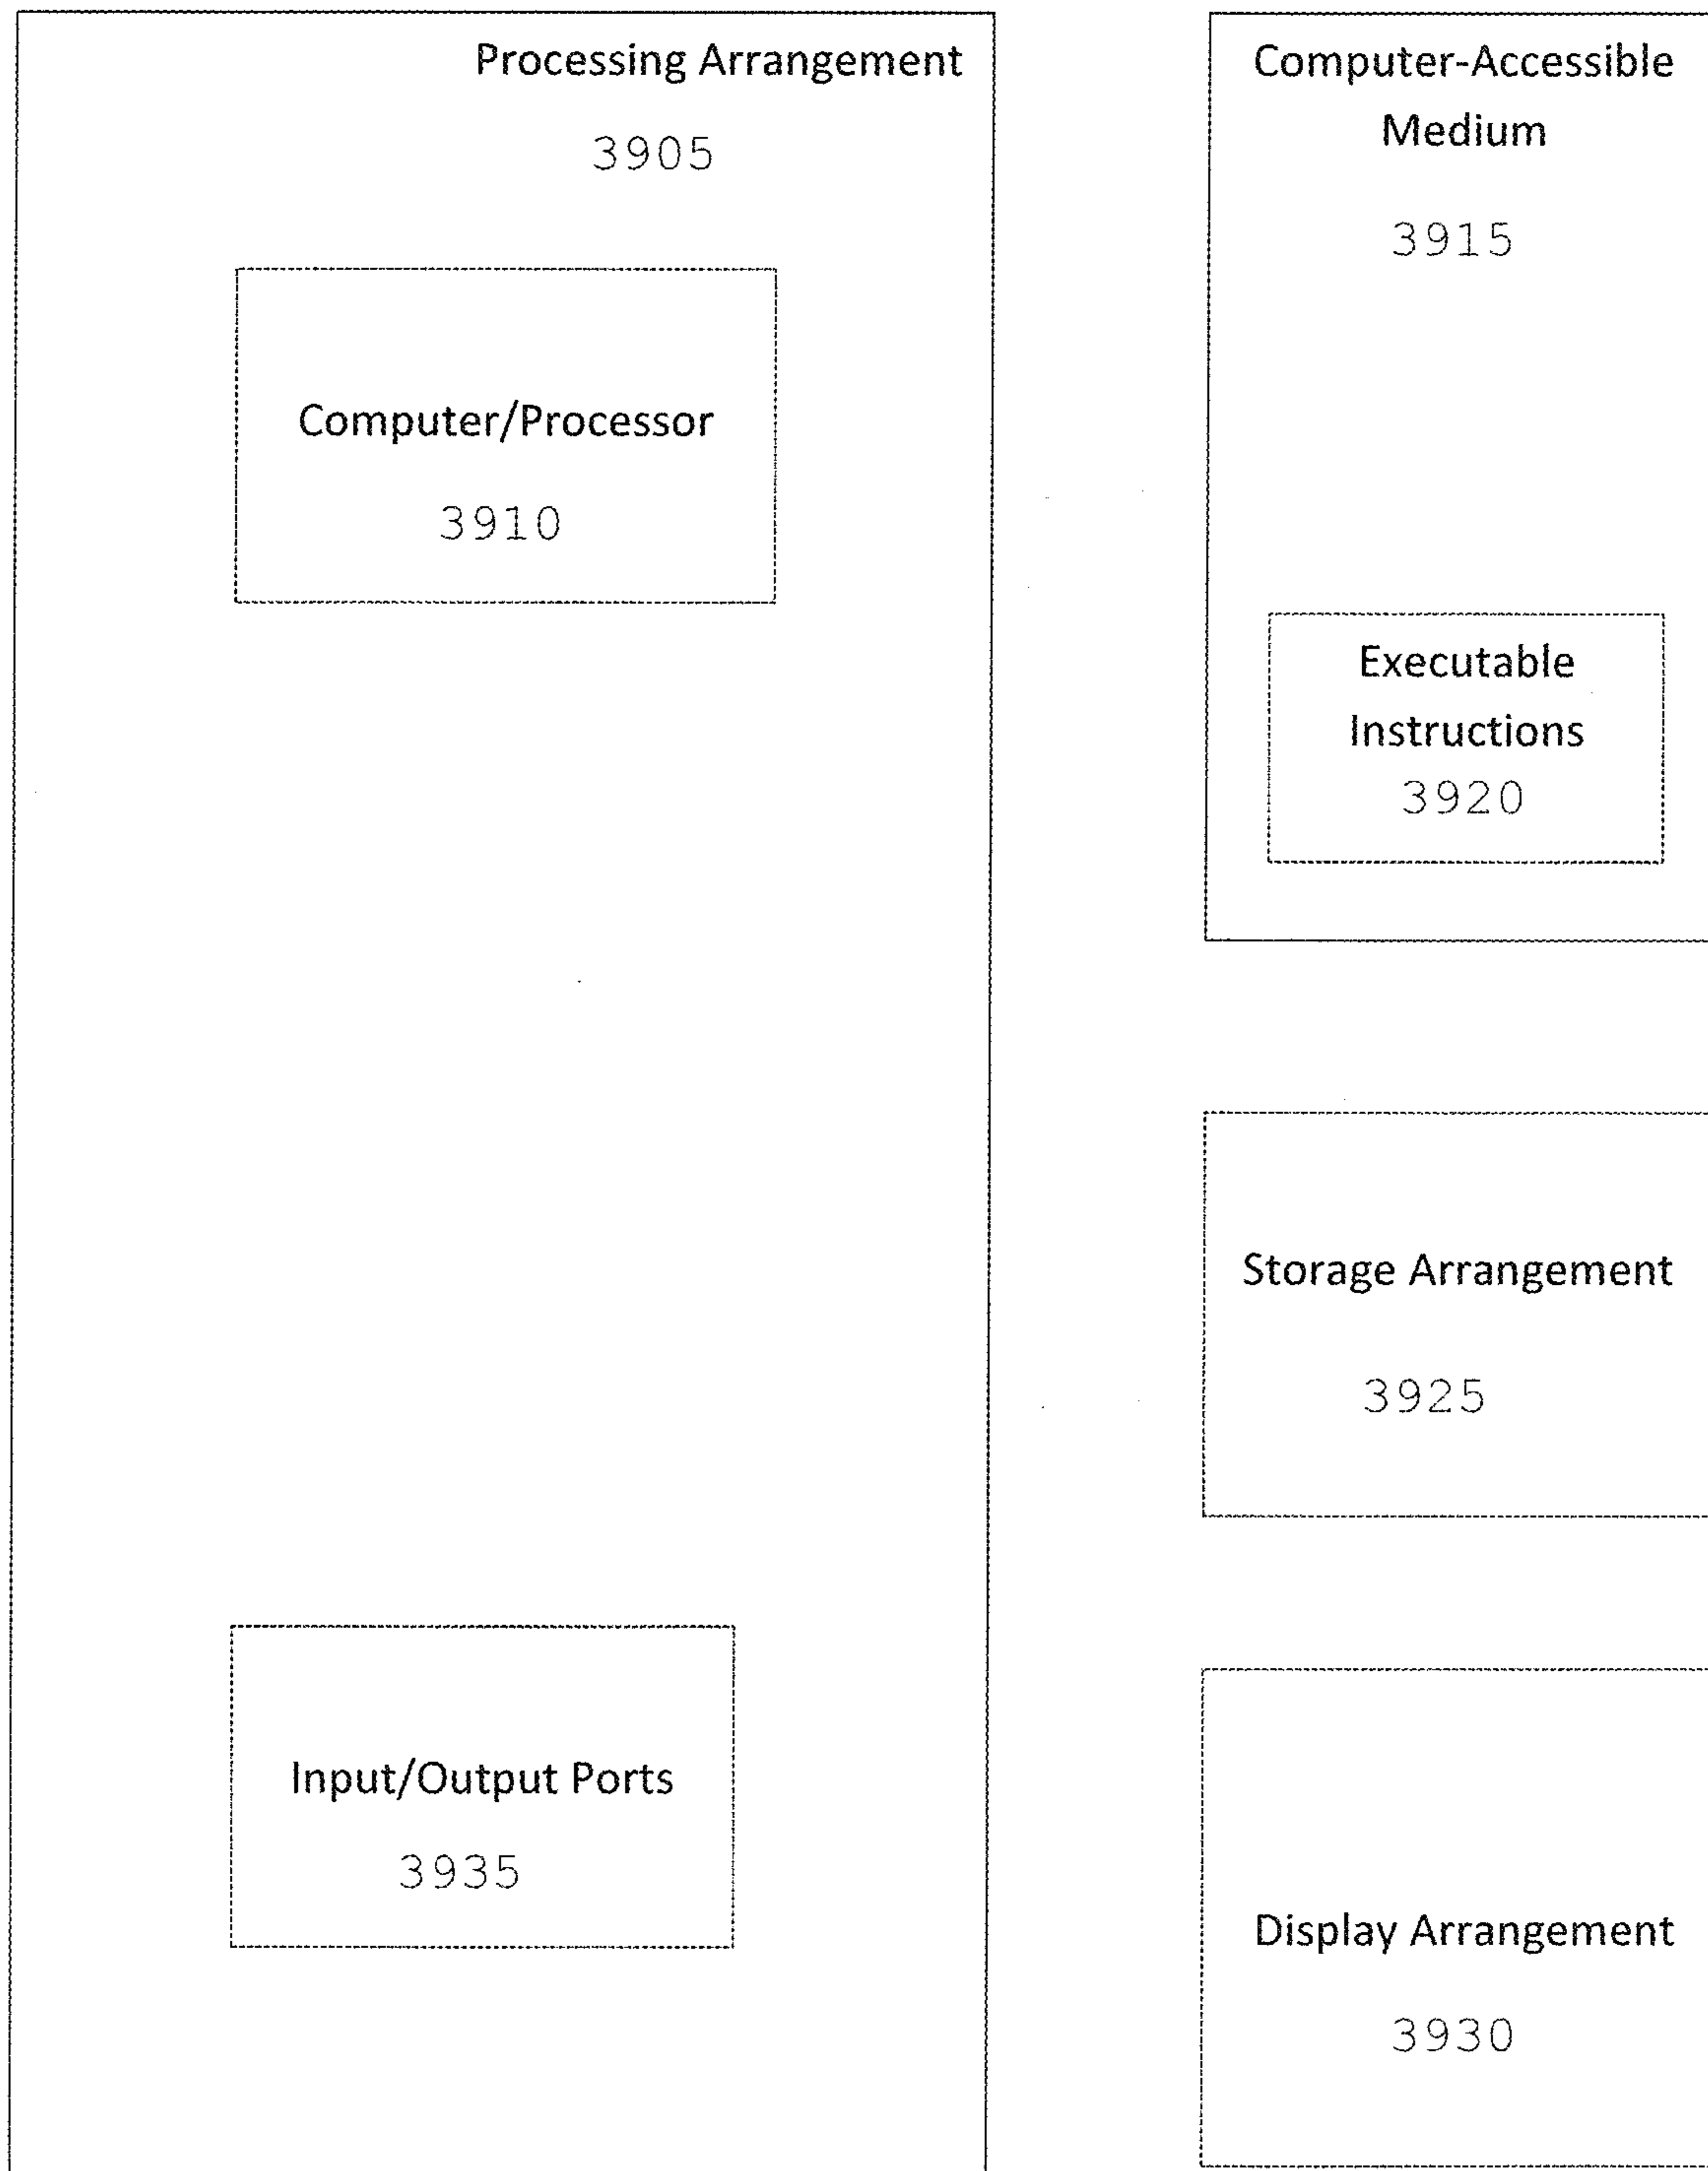 Processing Arrangement
3905
Computer/Processor
3910
Input/Output Ports
3935
Computer-Accessible
Medium
3915
Executable
Instructions
3920
Storage Arrangement
3925
Display Arrangement
3930